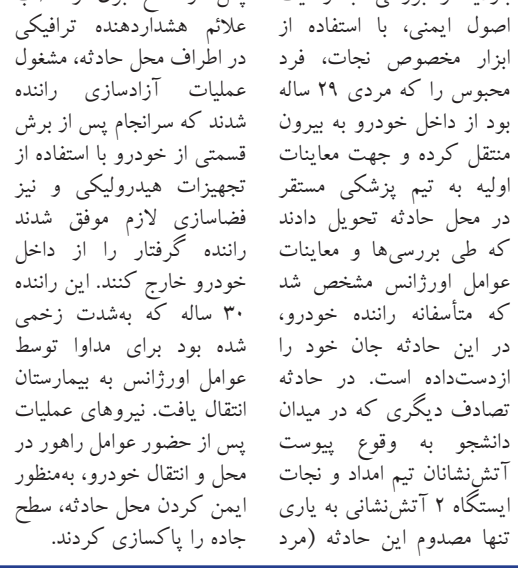 اصول ایمنی، با استفاده از
ابزار مخصوص نجات، فرد
محبوس را که مردی ۲۹ ساله
بود از داخل خودرو به بیرون
منتقل کرده و جهت معاینات
اولیه به تیم پزشکی مستقر
در محل حادثه تحویل دادند
که طی بررسی‌ها و معاینات
عوامل اورژانس مشخص شد
که متأسفانه راننده خودرو،
در این حادثه جان خود را
ازدست‌داده است. در حادثه
تصادف دیگری که در میدان
دانشجو به وقوع پیوست
آتش‌نشانان تیم امداد و نجات
ایستگاه ۲ آتش‌نشانی به یاری
تنها مصدوم این حادثه (مرد
علائم هشداردهنده ترافیکی
در اطراف محل حادثه، مشغول
عملیات آزادسازی راننده
شدند که سرانجام پس از برش
قسمتی از خودرو با استفاده از
تجهیزات هیدرولیکی و نیز
فضاسازی لازم موفق شدند
راننده گرفتار را از داخل
خودرو خارج کنند. این راننده
۳۰ ساله که به‌شدت زخمی
شده بود برای مداوا توسط
عوامل اورژانس به بیمارستان
انتقال یافت. نیروهای عملیات
پس از حضور عوامل راهور در
محل و انتقال خودرو، به‌منظور
ایمن کردن محل حادثه، سطح
جاده را پاکسازی کردند.